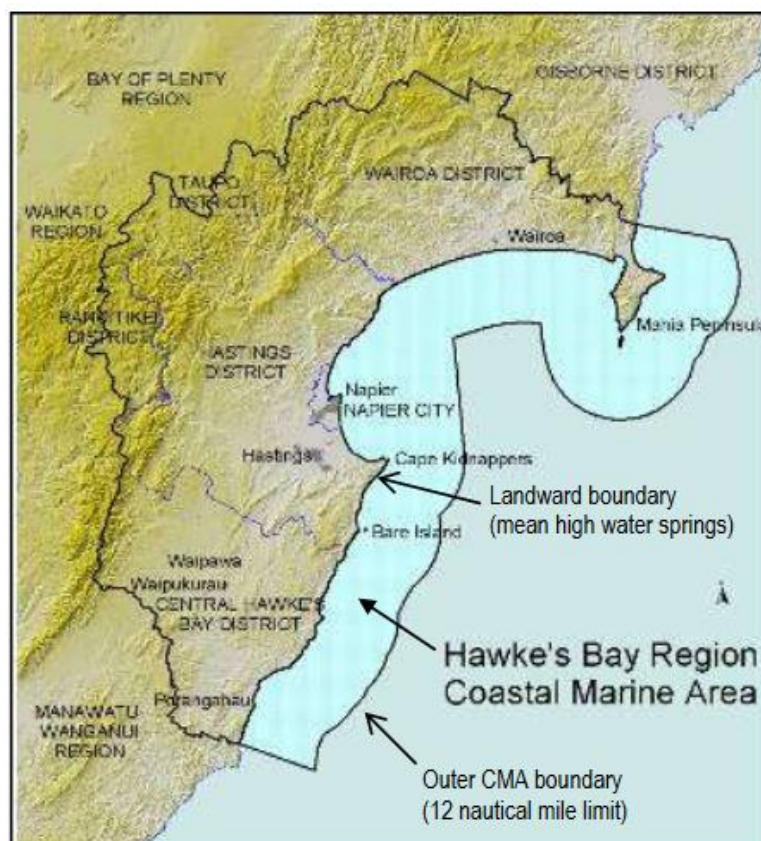 BAY OF PLENTY
REGION
GISBORNE DISTRICT
TAUPO
DISTRICT
WAIROA DISTRICT
WAIKATO
REGION
Wairoa
RANGITIKEI
DISTRICT
Mahia Peninsula
HASTINGS
DISTRICT
Napier
NAPIER CITY
Hastings
Cape Kidnappers
Landward boundary
(mean high water springs)
Bare Island
Waipawa
Waipukurau
CENTRAL HAWKE'S
BAY DISTRICT
Hawke's Bay Region
Coastal Marine Area
Porangahau
MANAWATU-
WANGANUI
REGION
Outer CMA boundary
(12 nautical mile limit)